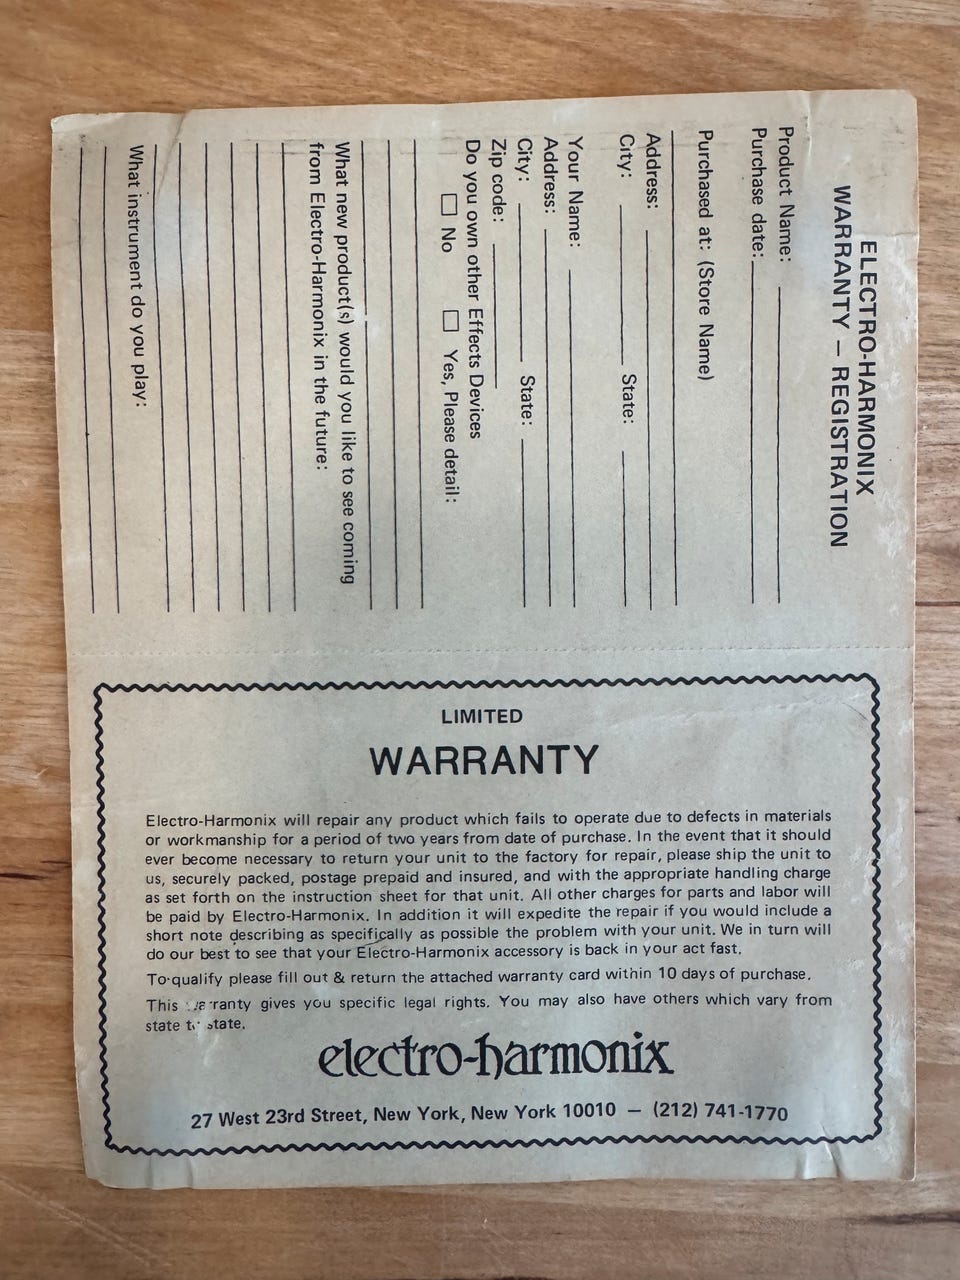 ELECTRO-HARMONIX
WARRANTY – REGISTRATION
Product Name:
Purchase date:
Purchased at: (Store Name)
Address:
City: State:
Your Name:
Address:
City: State:
Zip code:
Do you own other Effects Devices
No Yes, Please detail:
What new product(s) would you like to see coming
from Electro-Harmonix in the future:
What instrument do you play:
LIMITED
WARRANTY
Electro-Harmonix will repair any product which fails to operate due to defects in materials
or workmanship for a period of two years from date of purchase. In the event that it should
ever become necessary to return your unit to the factory for repair, please ship the unit to
us, securely packed, postage prepaid and insured, and with the appropriate handling charge
as set forth on the instruction sheet for that unit. All other charges for parts and labor will
be paid by Electro-Harmonix. In addition it will expedite the repair if you would include a
short note describing as specifically as possible the problem with your unit. We in turn will
do our best to see that your Electro-Harmonix accessory is back in your act fast.
To qualify please fill out & return the attached warranty card within 10 days of purchase.
This warranty gives you specific legal rights. You may also have others which vary from
state to state.
electro-harmonix
27 West 23rd Street, New York, New York 10010 – (212) 741-1770